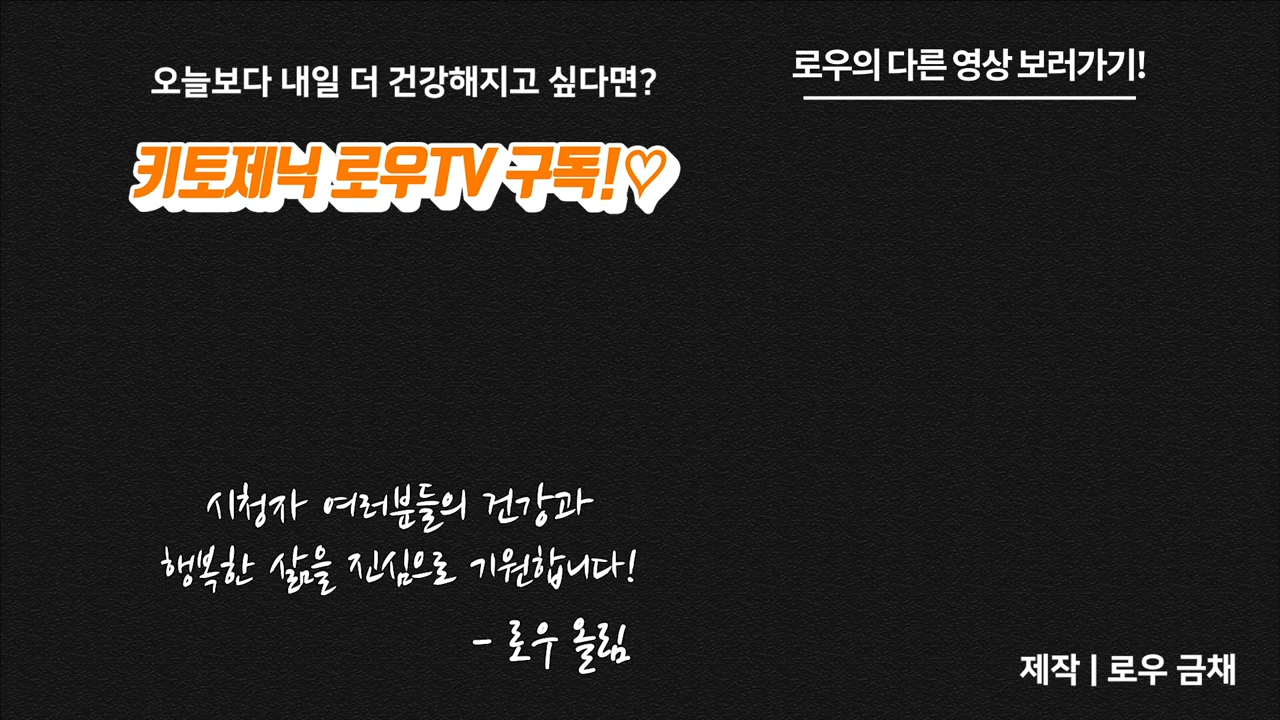 오늘보다 내일 더 건강해지고 싶다면?
키토제닉 로우TV 구독!♡
로우의 다른 영상 보러가기!
시청자 여러분들의 건강과
행복한 삶을 진심으로 기원합니다!
- 로우 올림
제작 | 로우 금채